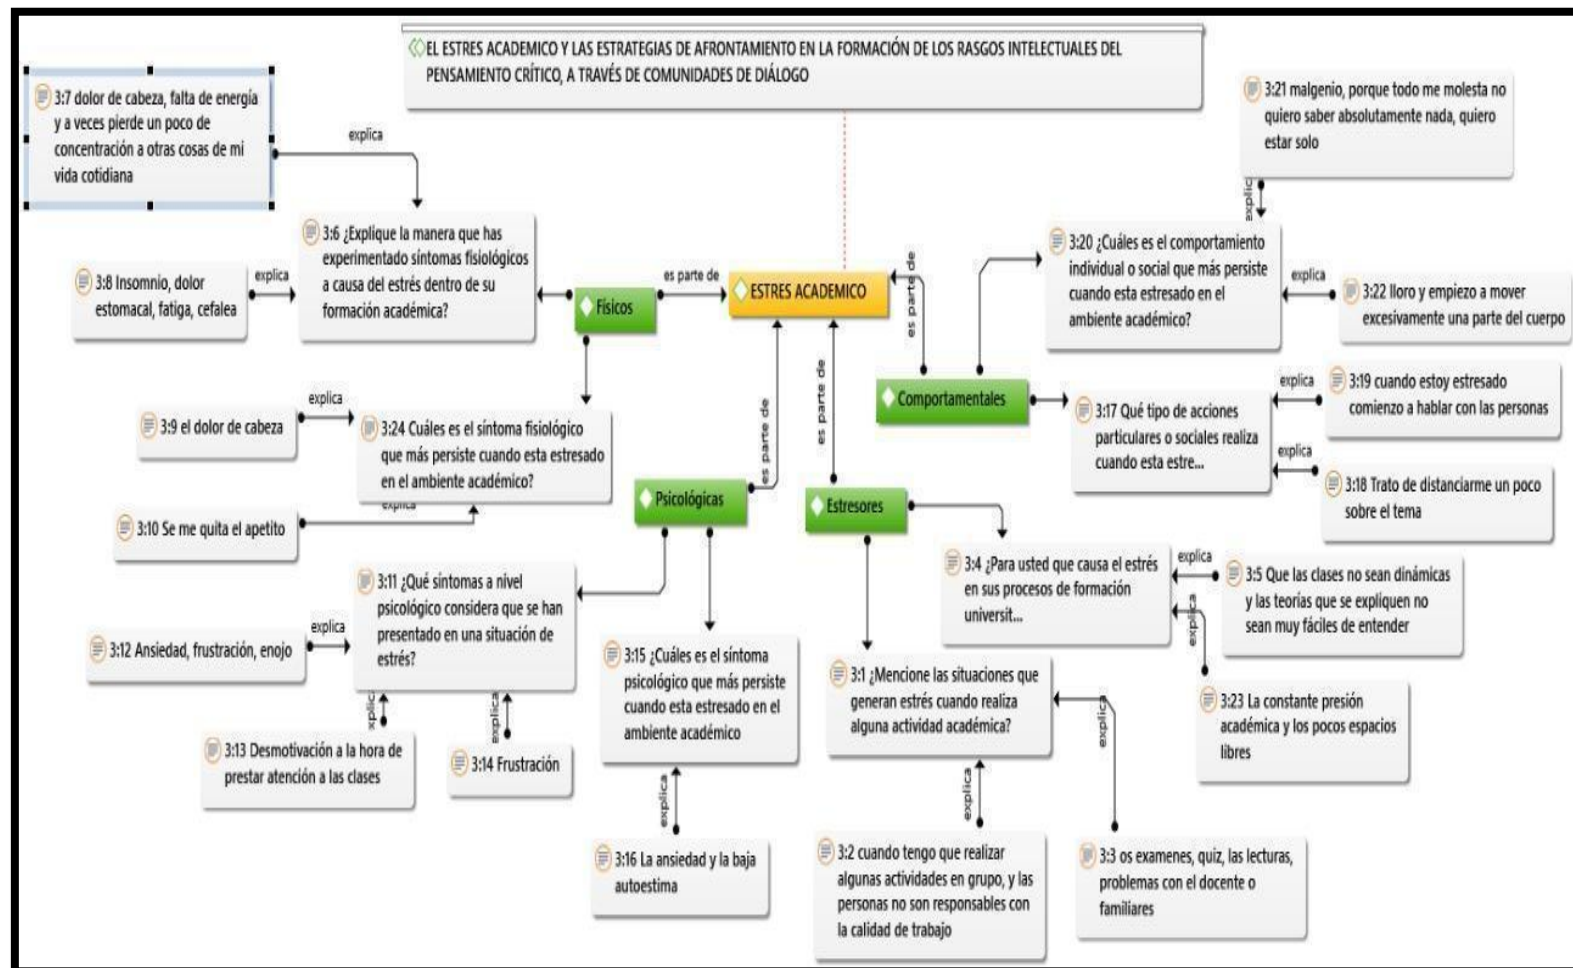 EL ESTRES ACADEMICO Y LAS ESTRATEGIAS DE AFRONTAMIENTO EN LA FORMACIÓN DE LOS RASGOS INTELECTUALES DEL
PENSAMIENTO CRÍTICO, A TRAVÉS DE COMUNIDADES DE DIÁLOGO
3:7 dolor de cabeza, falta de energía
y a veces pierde un poco de
concentración a otras cosas de mi
vida cotidiana
explica
3:6 ¿Explique la manera que has
experimentado síntomas fisiológicos
a causa del estrés dentro de su
formación académica?
3:8 Insomnio, dolor
estomacal, fatiga, cefalea
explica
Físicos
es parte de
ESTRES ACADEMICO
3:9 el dolor de cabeza
explica
3:24 Cuáles es el síntoma fisiológico
que más persiste cuando esta estresado
en el ambiente académico?
3:10 Se me quita el apetito
explica
3:21 malgenio, porque todo me molesta no
quiero saber absolutamente nada, quiero
estar solo
explica
3:20 ¿Cuáles es el comportamiento
individual o social que más persiste
cuando esta estresado en el
ambiente académico?
explica
3:22 lloro y empiezo a mover
excesivamente una parte del cuerpo
es parte de
Comportamentales
3:17 Qué tipo de acciones
particulares o sociales realiza
cuando esta estre...
explica
3:19 cuando estoy estresado
comienzo a hablar con las personas
explica
3:18 Trato de distanciarme un poco
sobre el tema
es parte de
Psicológicas
es parte de
Estresores
3:11 ¿Qué síntomas a nivel
psicológico considera que se han
presentado en una situación de
estrés?
3:12 Ansiedad, frustración, enojo
explica
explica
3:13 Desmotivación a la hora de
prestar atención a las clases
explica
3:14 Frustración
3:15 ¿Cuáles es el síntoma
psicológico que más persiste
cuando esta estresado en el
ambiente académico
explica
3:16 La ansiedad y la baja
autoestima
3:4 ¿Para usted que causa el estrés
en sus procesos de formación
universit...
explica
3:5 Que las clases no sean dinámicas
y las teorías que se expliquen no
sean muy fáciles de entender
explica
3:23 La constante presión
académica y los pocos espacios
libres
3:1 ¿Mencione las situaciones que
generan estrés cuando realiza
alguna actividad académica?
explica
3:2 cuando tengo que realizar
algunas actividades en grupo, y las
personas no son responsables con
la calidad de trabajo
explica
3:3 os examenes, quiz, las lecturas,
problemas con el docente o
familiares